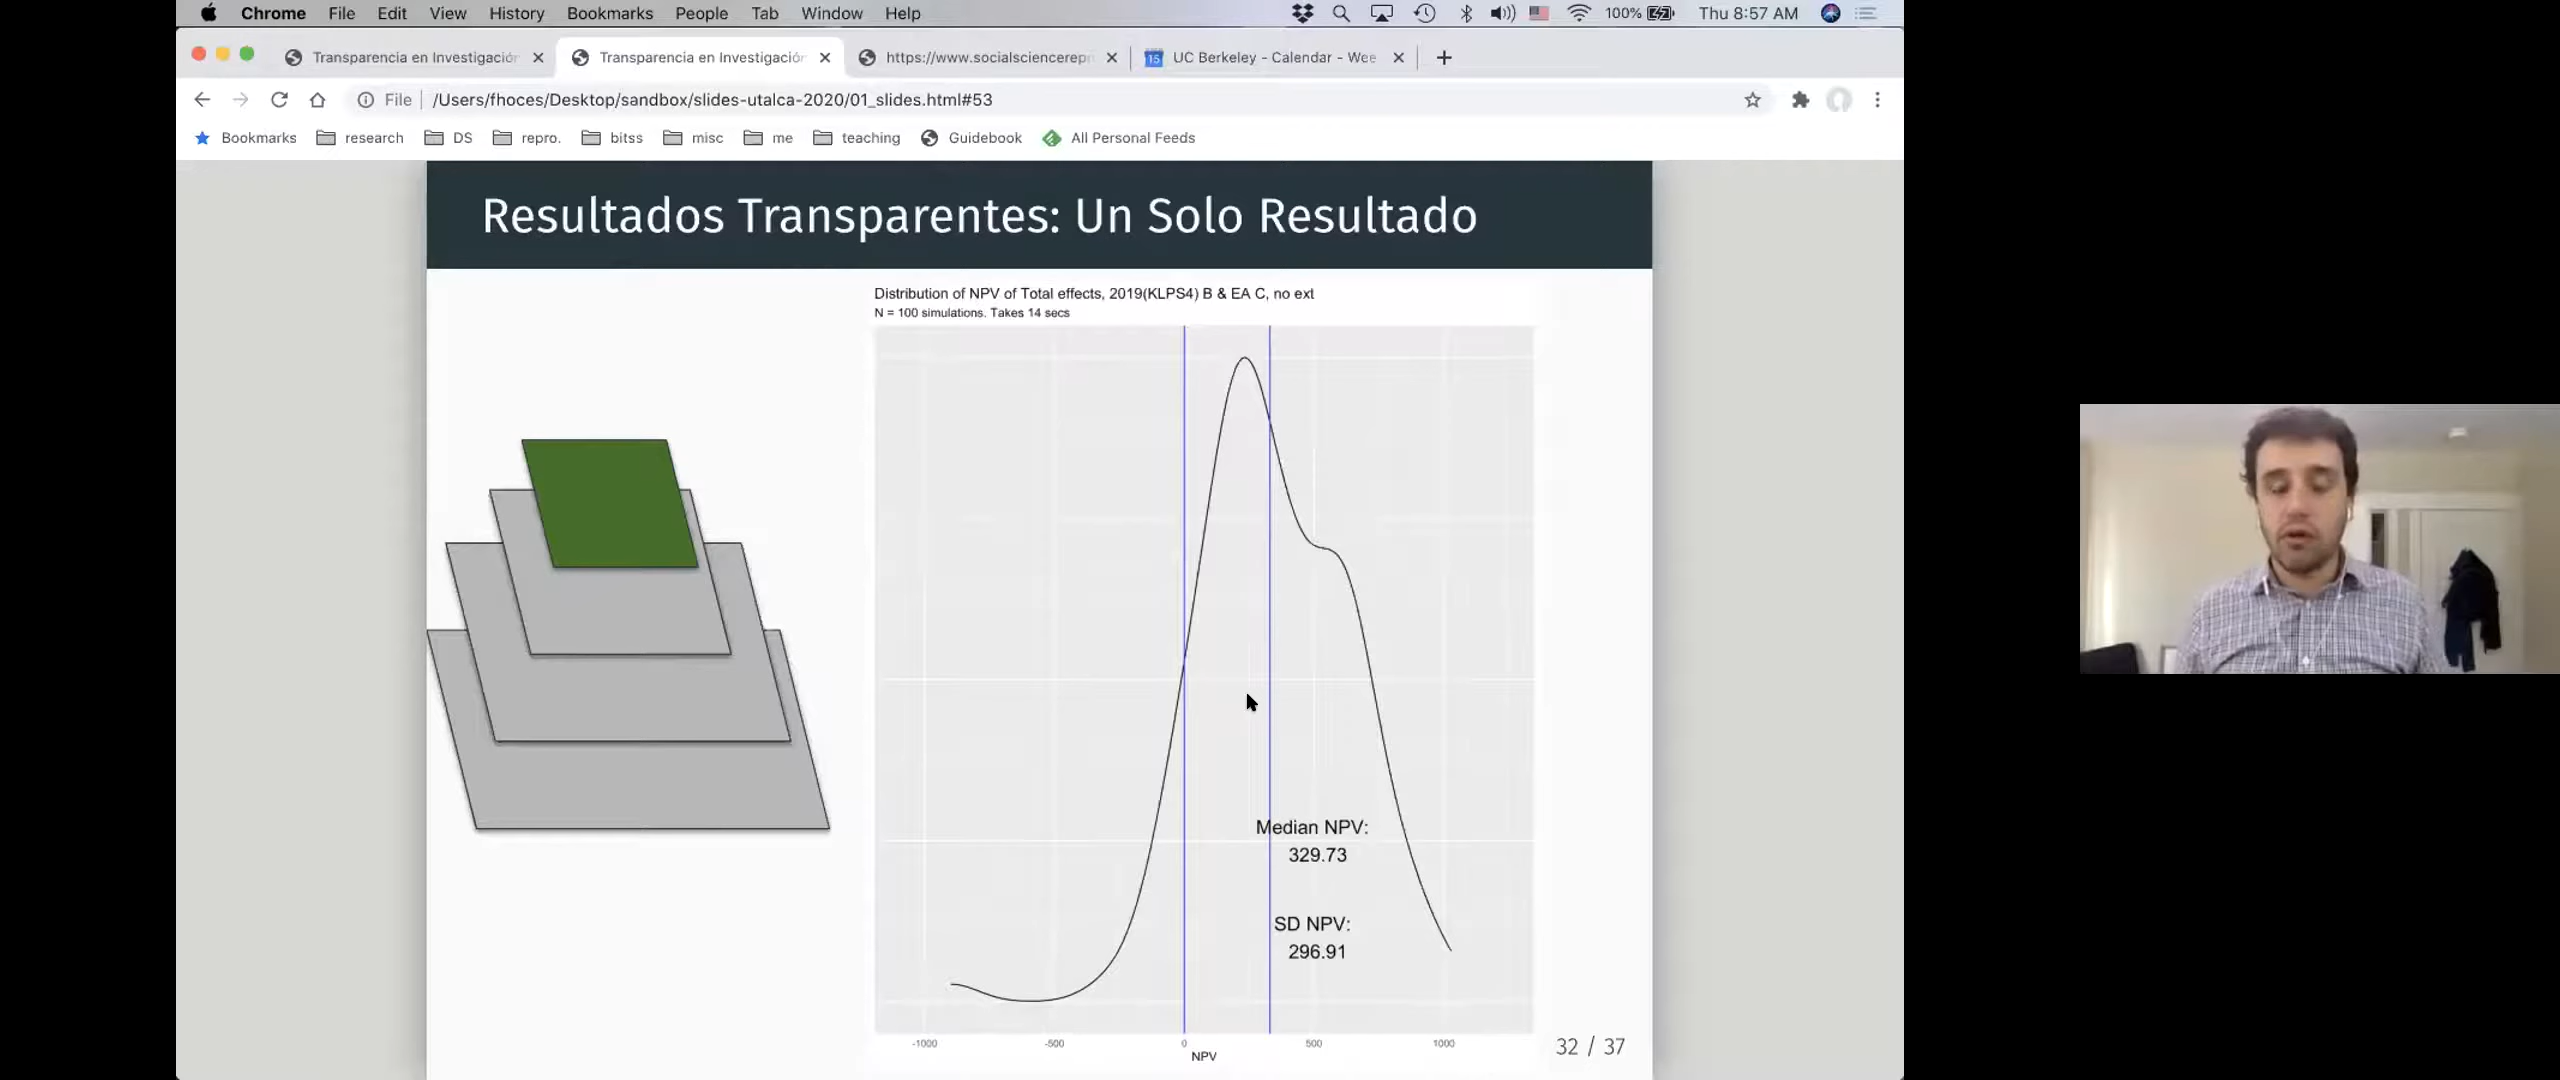 Chrome File Edit View History Bookmarks People Tab Window Help 100% Thu 8:57 AM
Transparencia en Investigación Transparencia en Investigación https://www.socialsciencerepr 15 UC Berkeley - Calendar - Wee
File /Users/fhoces/Desktop/sandbox/slides-utalca-2020/01_slides.html#53
Bookmarks research DS repro. bitss misc me teaching Guidebook All Personal Feeds
Resultados Transparentes: Un Solo Resultado
Distribution of NPV of Total effects, 2019(KLPS4) B & EA C, no ext
N = 100 simulations. Takes 14 secs
Median NPV:
329.73
SD NPV:
296.91
-1000 -500 0 500 1000
NPV
32 / 37